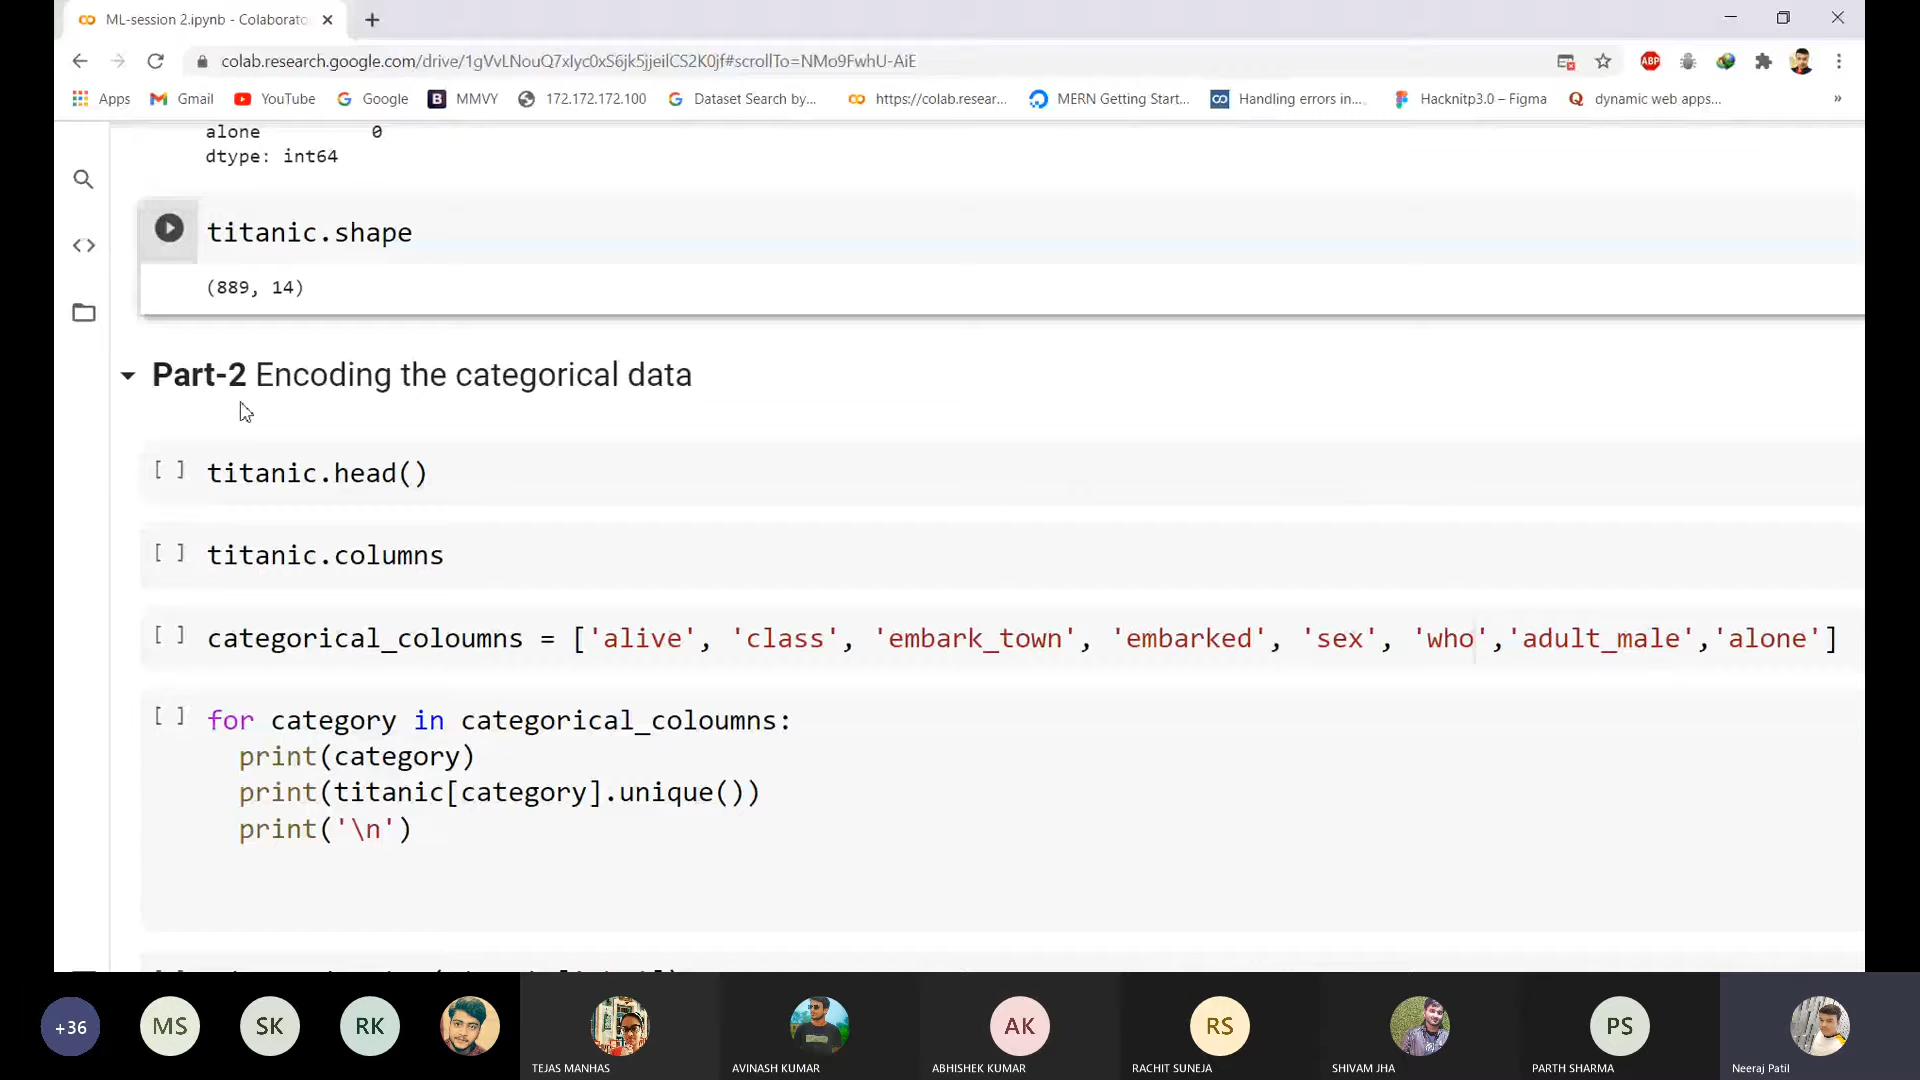 ML-session 2.ipynb - Colaborato
colab.research.google.com/drive/1gVvLNouQ7xIyc0xS6jk5jjeilCS2K0jf#scrollTo=NMo9FwhU-AiE
ABP
Apps Gmail YouTube Google MMVY 172.172.172.100 Dataset Search by... https://colab.resear... MERN Getting Start... Handling errors in... Hacknitp3.0 – Figma dynamic web apps... »
alone 0
dtype: int64
titanic.shape
(889, 14)
Part-2 Encoding the categorical data
[ ] titanic.head()
[ ] titanic.columns
[ ] categorical_coloumns = ['alive', 'class', 'embark_town', 'embarked', 'sex', 'who','adult_male','alone']
[ ] for category in categorical_coloumns:
print(category)
print(titanic[category].unique())
print('\n')
+36 MS SK RK AK RS PS
TEJAS MANHAS AVINASH KUMAR ABHISHEK KUMAR RACHIT SUNEJA SHIVAM JHA PARTH SHARMA Neeraj Patil